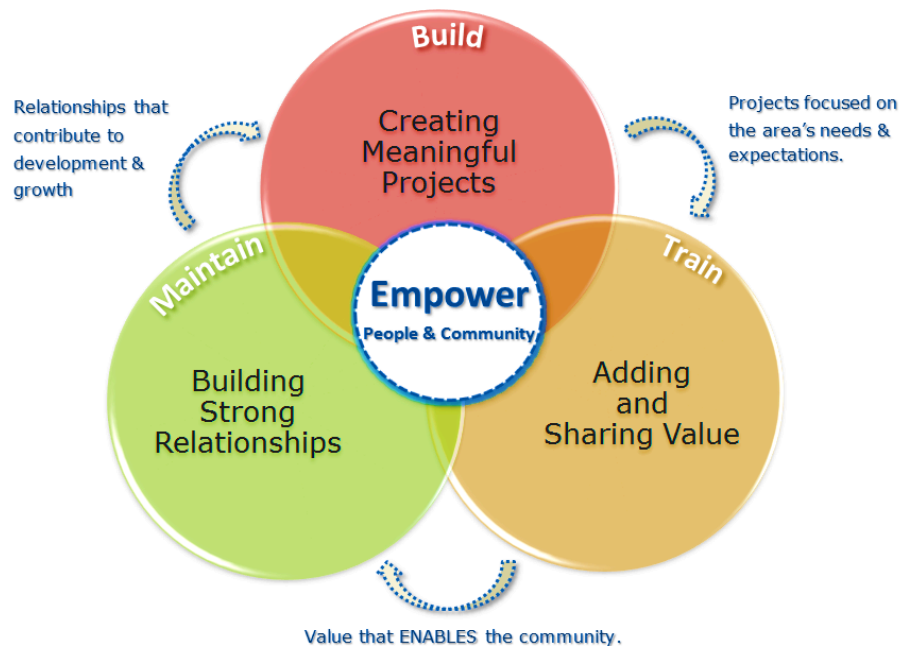 Build
Creating
Meaningful
Projects
Relationships that
contribute to
development &
growth
Projects focused on
the area's needs &
expectations.
Maintain
Train
Empower
People & Community
Building
Strong
Relationships
Adding
and
Sharing Value
Value that ENABLES the community.